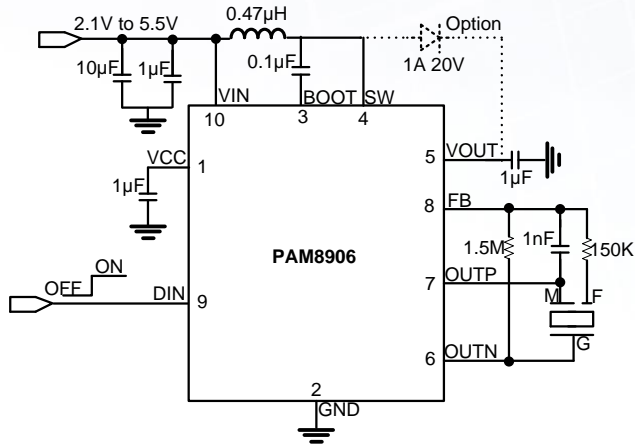 2.1V to 5.5V
0.47µH
Option
10µF
1µF
0.1µF
1A 20V
VIN
BOOT
SW
10
3
4
VCC
1
5
VOUT
1µF
1µF
8
FB
1.5M
1nF
150K
PAM8906
OFF
ON
DIN
9
7
OUTP
M
F
G
6
OUTN
2
GND